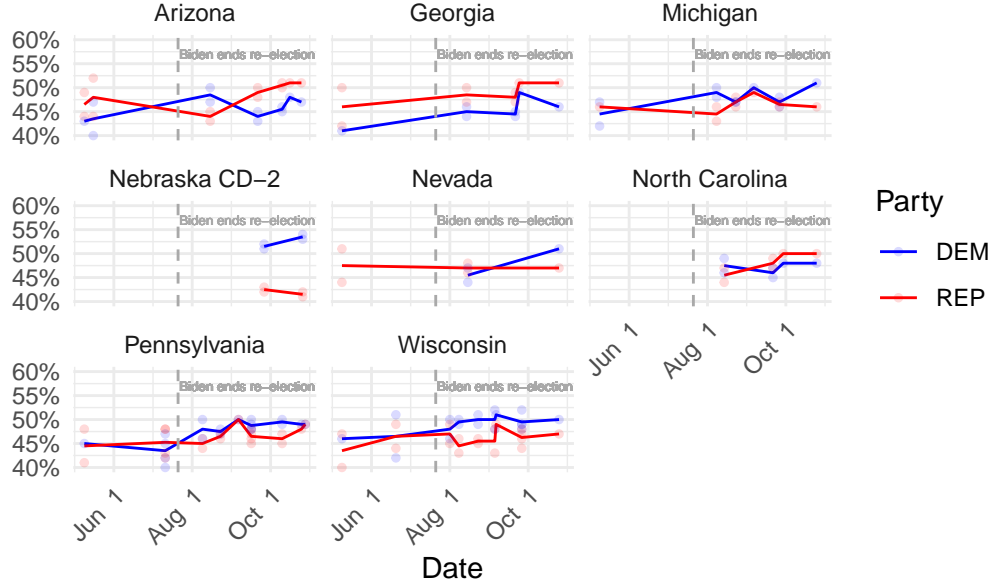 Arizona Georgia Michigan
60% Biden ends re−election Biden ends re−election Biden ends re−election
55%
50%
45%
40%
Nebraska CD−2 Nevada North Carolina
60% Biden ends re−election Biden ends re−election Biden ends re−election
55%
50%
45%
40%
Jun 1 Aug 1 Oct 1
Pennsylvania Wisconsin
60% Biden ends re−election Biden ends re−election
55%
50%
45%
40%
Jun 1 Aug 1 Oct 1 Jun 1 Aug 1 Oct 1
Date
Party
DEM
REP